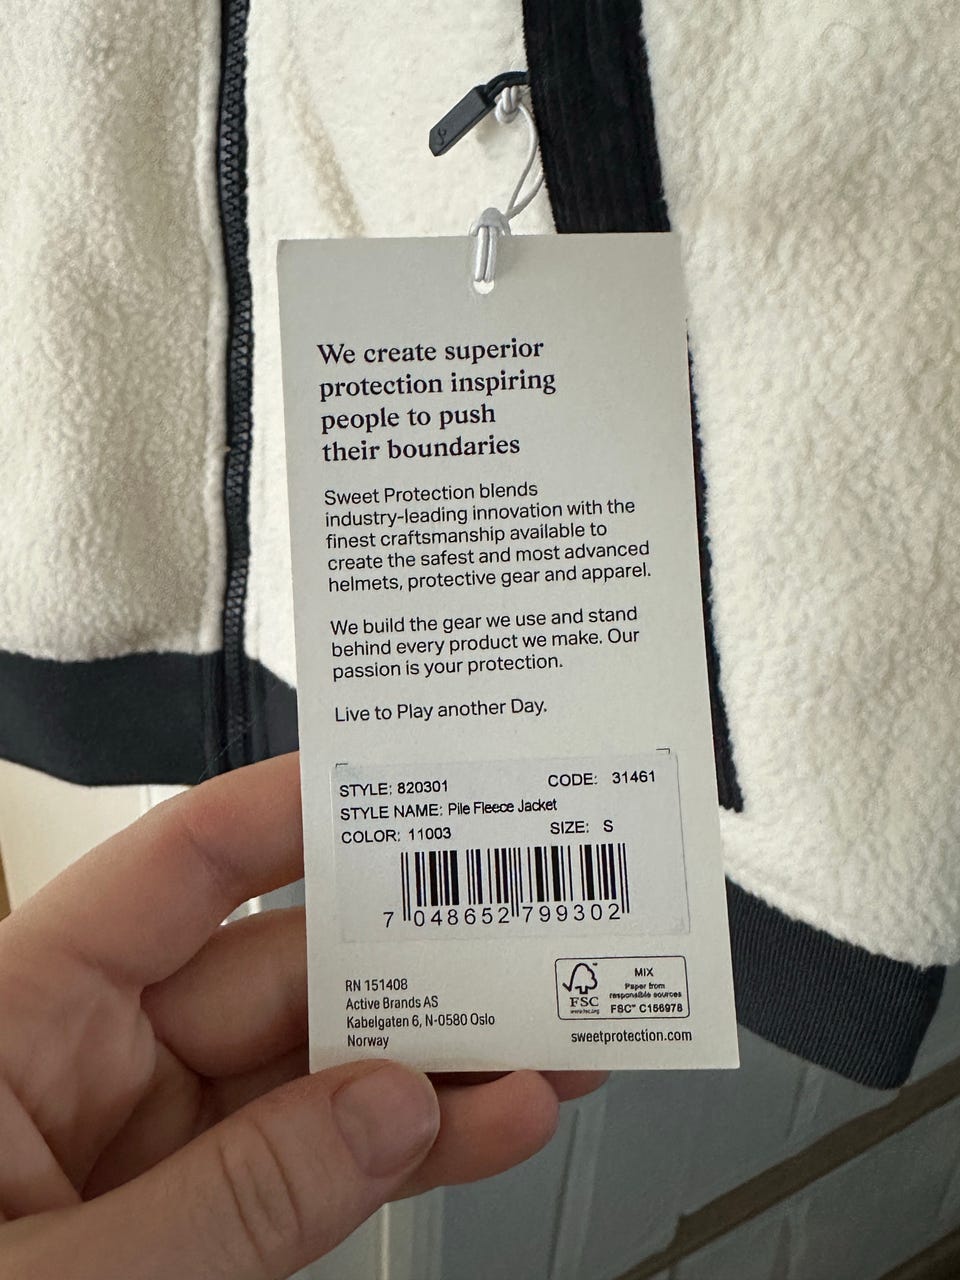 We create superior
protection inspiring
people to push
their boundaries
Sweet Protection blends
industry-leading innovation with the
finest craftsmanship available to
create the safest and most advanced
helmets, protective gear and apparel.
We build the gear we use and stand
behind every product we make. Our
passion is your protection.
Live to Play another Day.
STYLE: 820301 CODE: 31461
STYLE NAME: Pile Fleece Jacket
COLOR: 11003 SIZE: S
7 048652 799302
RN 151408
Active Brands AS
Kabelgaten 6, N-0580 Oslo
Norway
FSC
www.fsc.org
MIX
Paper from
responsible sources
FSC™ C156978
sweetprotection.com